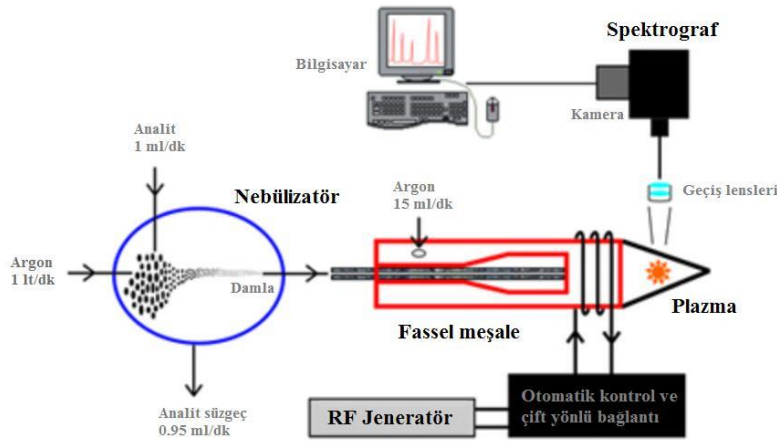 Spektrograf
Bilgisayar
Kamera
Analit
1 ml/dk
Nebülizatör
Argon
15 ml/dk
Geçiş lensleri
Argon
1 lt/dk
Damla
Plazma
Fassel meşale
Analit süzgeç
0.95 ml/dk
RF Jeneratör
Otomatik kontrol ve
çift yönlü bağlantı